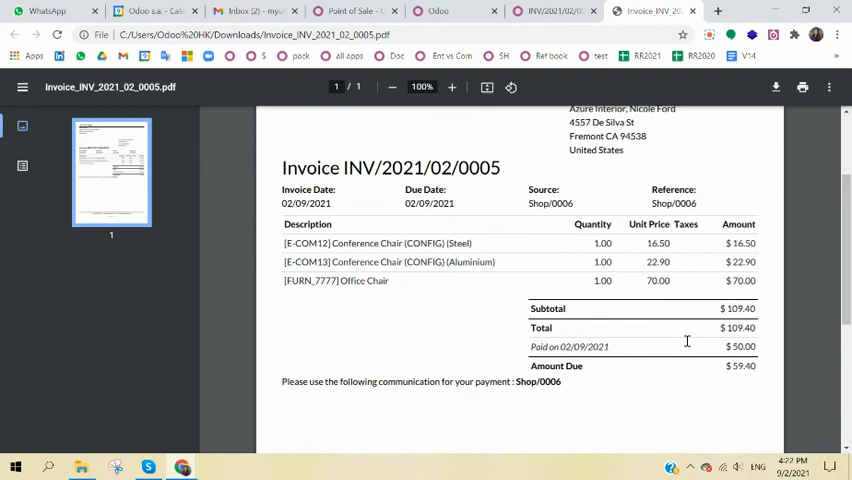 WhatsApp
Odoo s.a. - Cale
Inbox (2) - myu
Point of Sale - C
Odoo
INV/2021/02/00
Invoice_INV_20
File
C:/Users/Odoo%20HK/Downloads/Invoice_INV_2021_02_0005.pdf
Apps
O
S
pack
all apps
Doc
Ent vs Com
SH
Ref book
test
RR2021
RR2020
V14
Invoice_INV_2021_02_0005.pdf
1 / 1
100%
1
Azure Interior, Nicole Ford
4557 De Silva St
Fremont CA 94538
United States
Invoice INV/2021/02/0005
Invoice Date: Due Date: Source: Reference:
02/09/2021 02/09/2021 Shop/0006 Shop/0006
Description Quantity Unit Price Taxes Amount
[E-COM12] Conference Chair (CONFIG) (Steel) 1.00 16.50 $ 16.50
[E-COM13] Conference Chair (CONFIG) (Aluminium) 1.00 22.90 $ 22.90
[FURN_7777] Office Chair 1.00 70.00 $ 70.00
Subtotal $ 109.40
Total $ 109.40
Paid on 02/09/2021 $ 50.00
Amount Due $ 59.40
Please use the following communication for your payment : Shop/0006
ENG
4:22 PM
9/2/2021